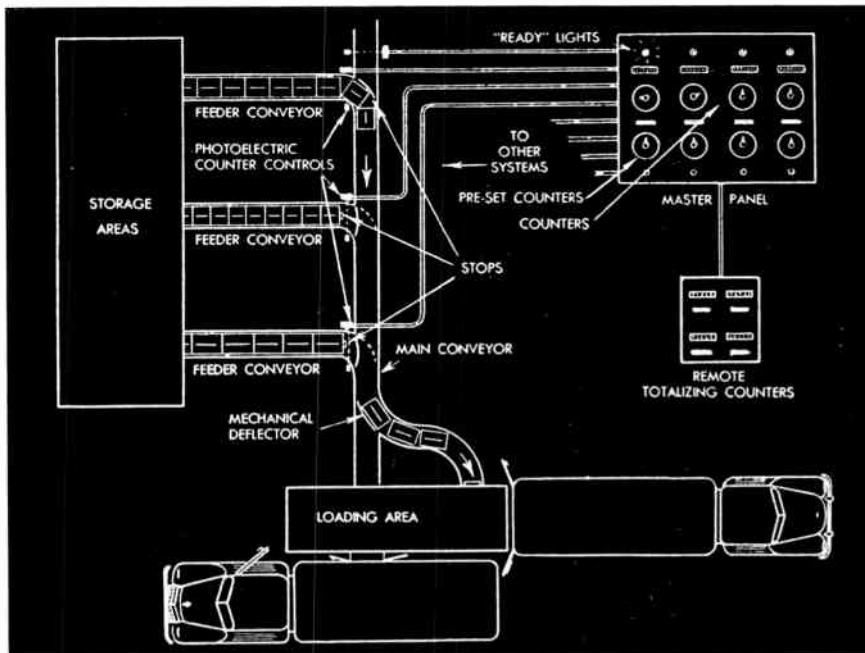 "READY" LIGHTS
FEEDER CONVEYOR
PHOTOELECTRIC
COUNTER CONTROLS
TO
OTHER
SYSTEMS
PRE-SET COUNTERS
COUNTERS
MASTER PANEL
STORAGE
AREAS
FEEDER CONVEYOR
STOPS
MAIN CONVEYOR
FEEDER CONVEYOR
REMOTE
TOTALIZING COUNTERS
MECHANICAL
DEFLECTOR
LOADING AREA